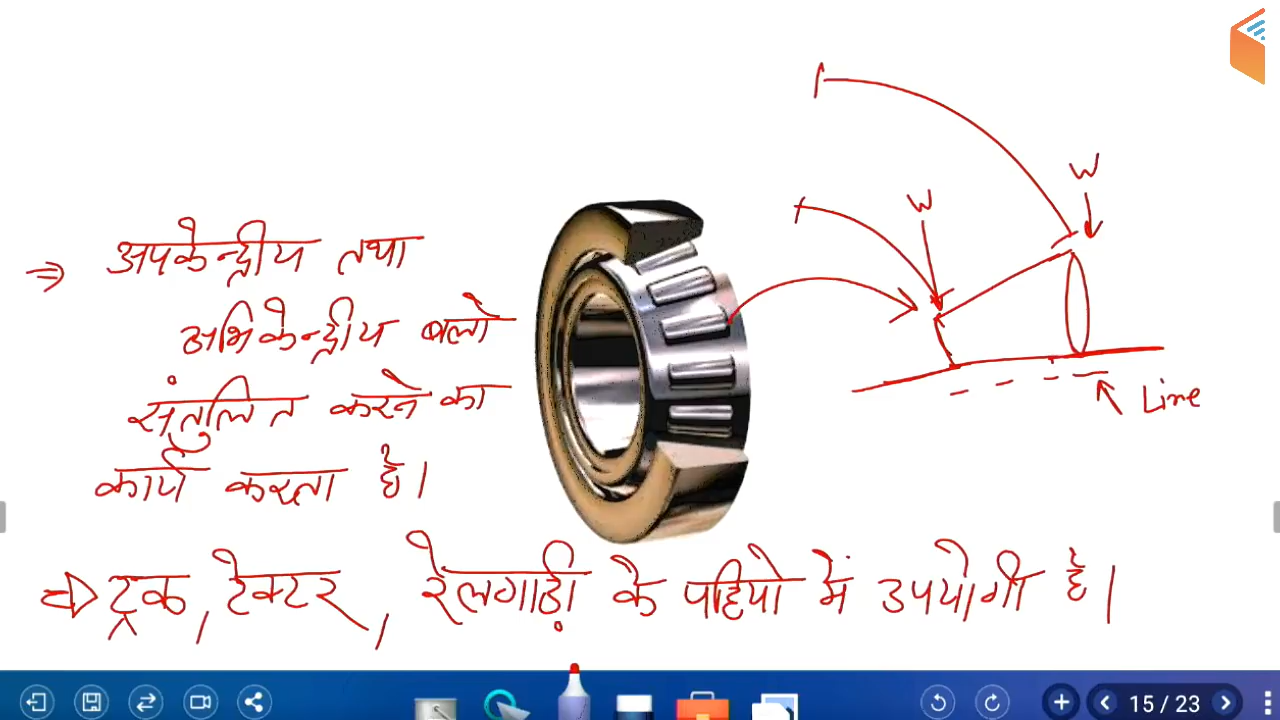 ⇒ अपकेन्द्रीय तथा
अभिकेन्द्रीय बलो
संतुलित करने का
कार्य करता है।
⇒ ट्रक, टेक्टर, रेलगाड़ी के पहियो में उपयोगी है।
W
W
Line
15 / 23